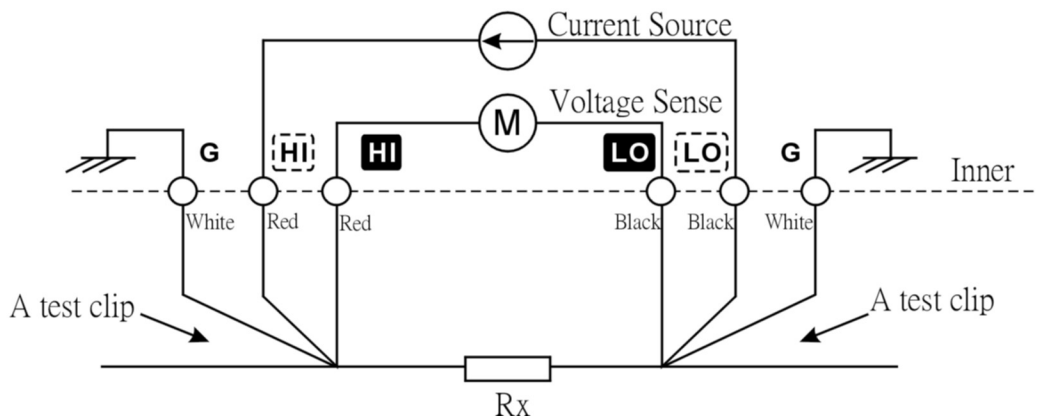 Current Source
Voltage Sense
M
G HI HI LO LO G
Inner
White Red Red Black Black White
A test clip A test clip
Rx